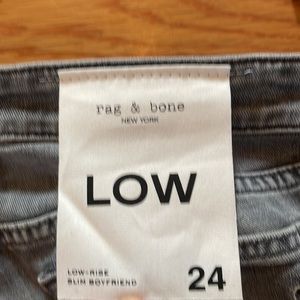 rag & bone
NEW YORK
LOW
LOW-RISE
SLIM BOYFRIEND
24